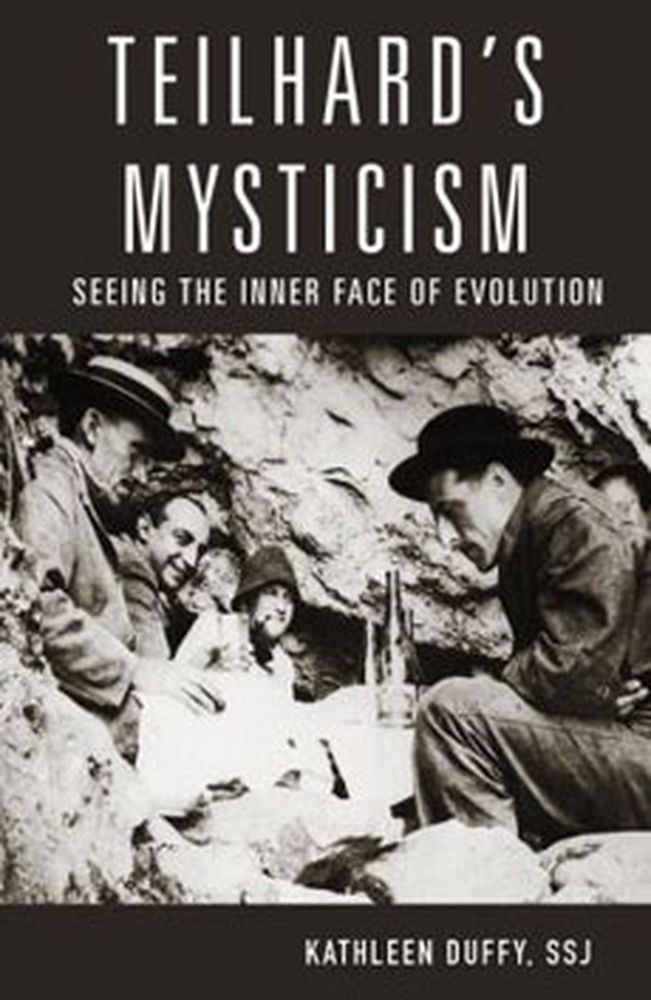 TEILHARD'S
MYSTICISM
SEEING THE INNER FACE OF EVOLUTION
KATHLEEN DUFFY, SSJ